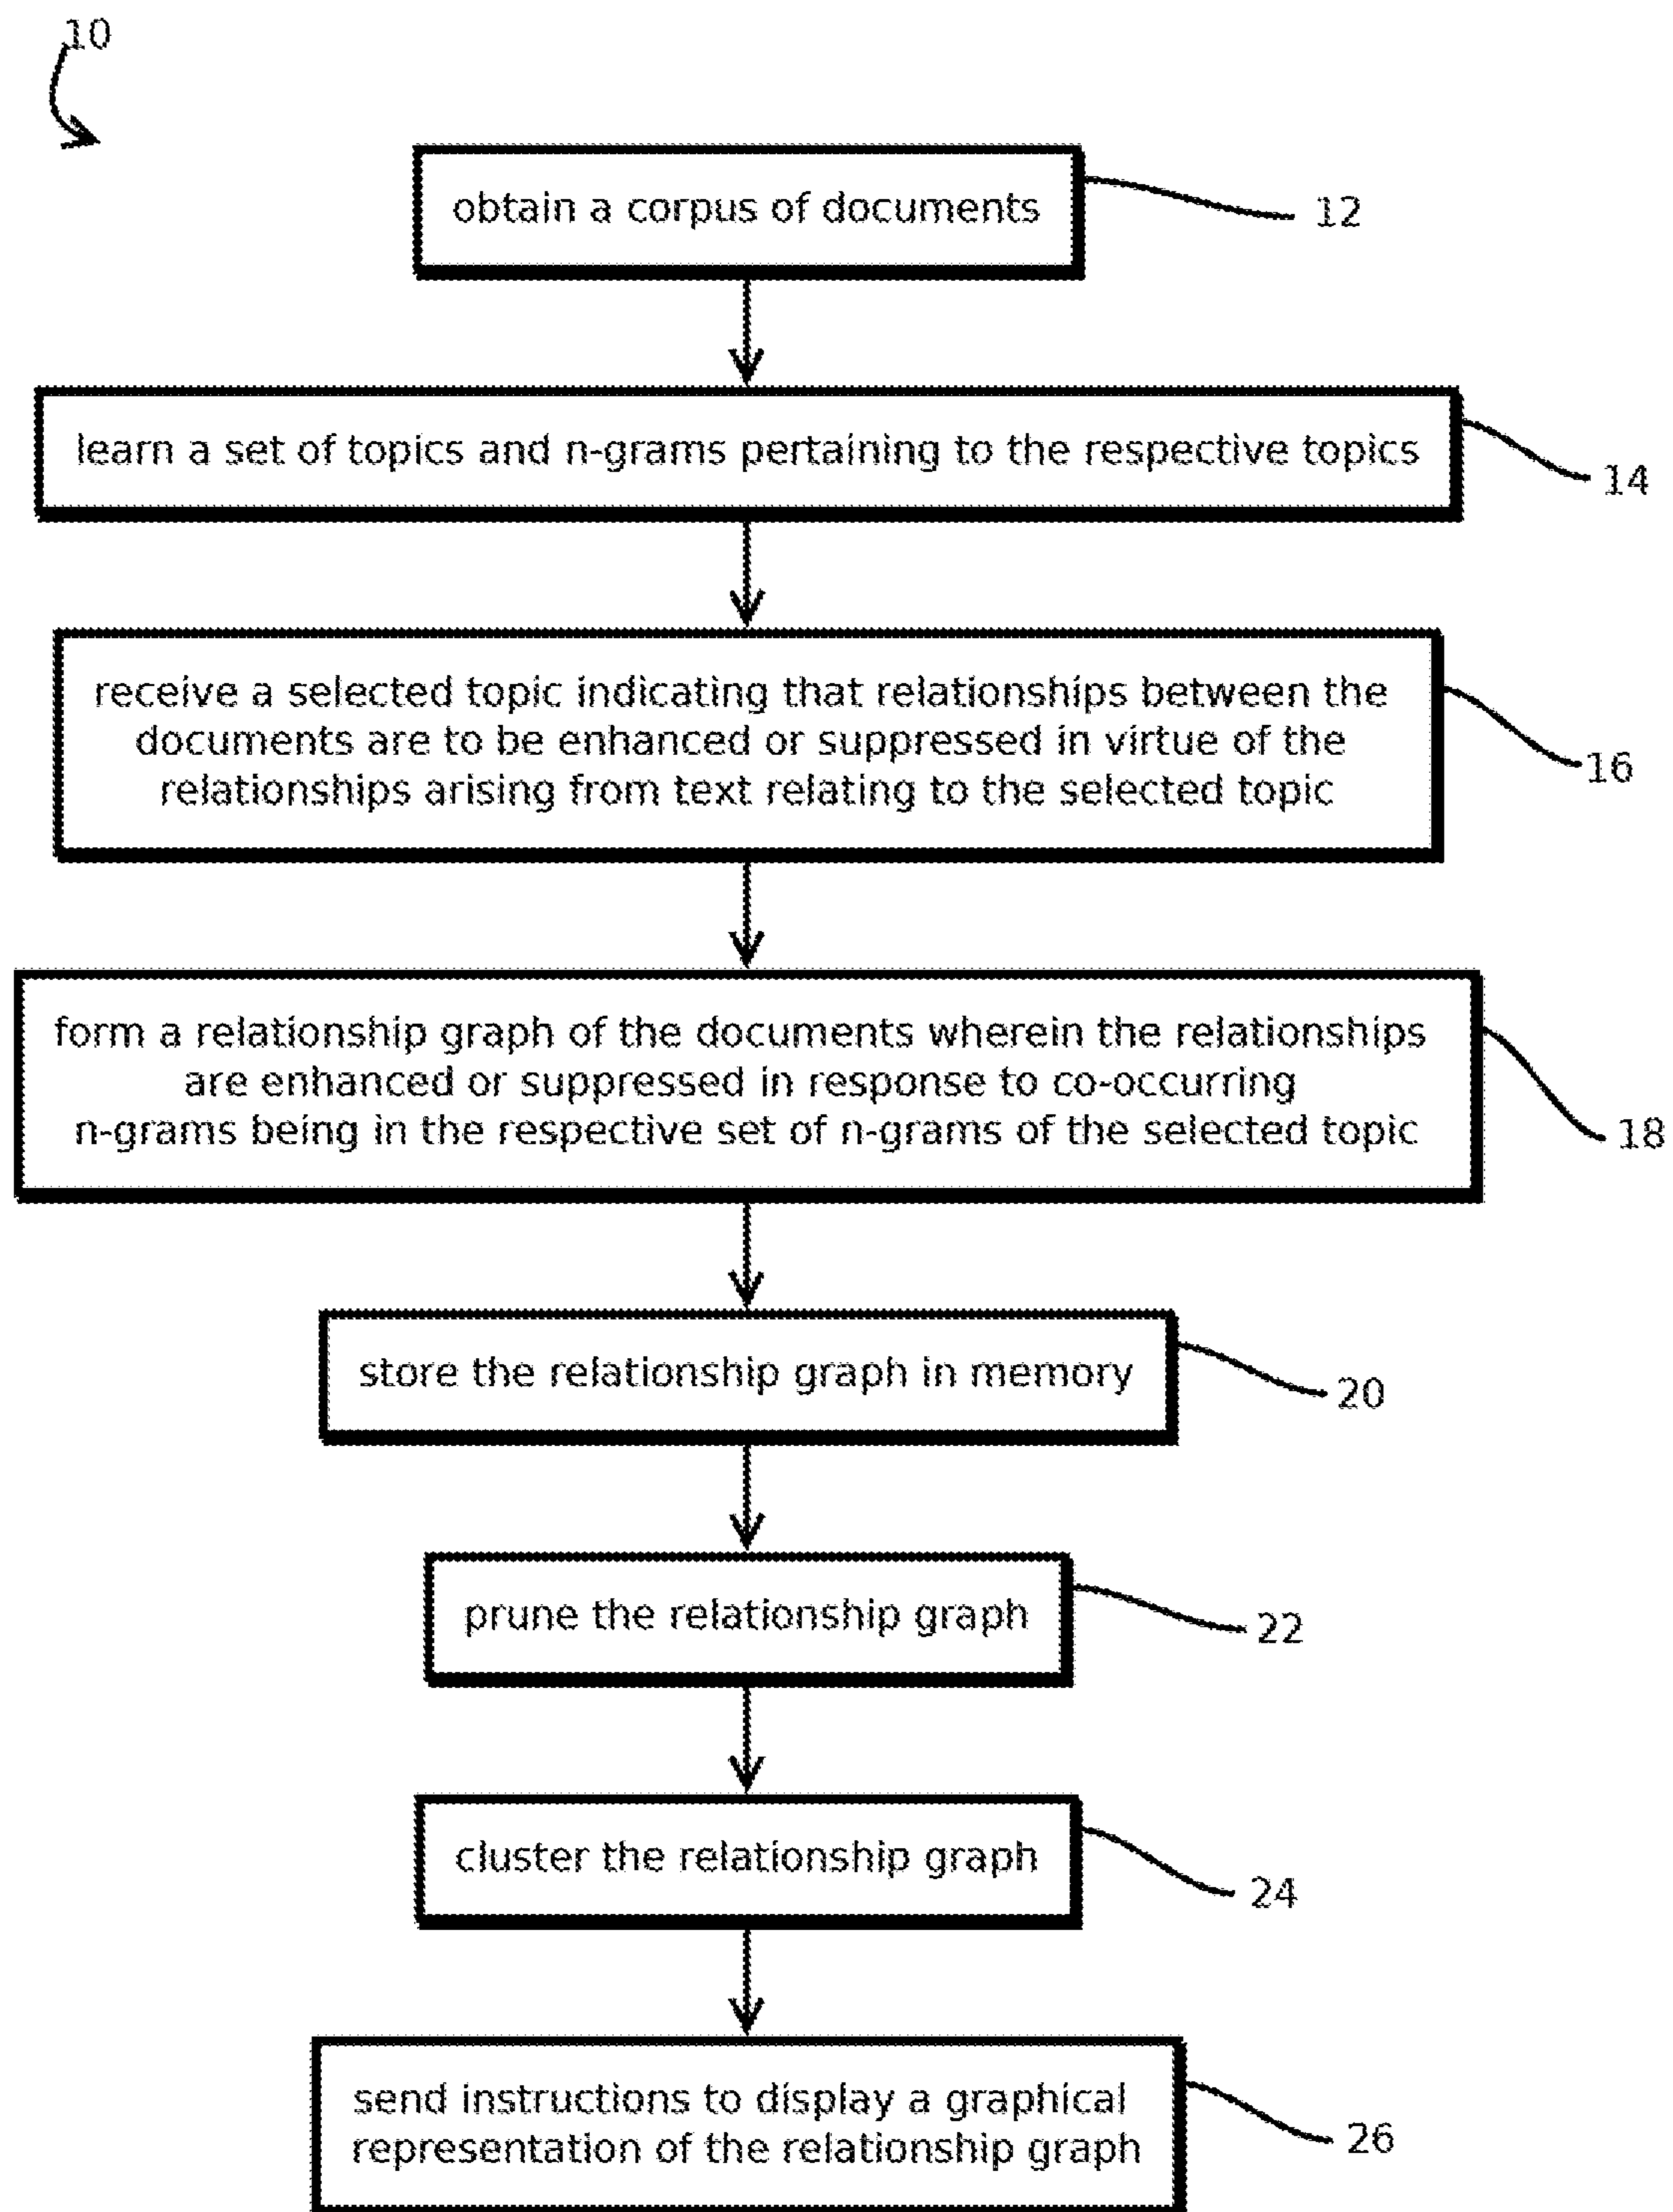 10
obtain a corpus of documents
12
learn a set of topics and n-grams pertaining to the respective topics
14
receive a selected topic indicating that relationships between the
documents are to be enhanced or suppressed in virtue of the
relationships arising from text relating to the selected topic
16
form a relationship graph of the documents wherein the relationships
are enhanced or suppressed in response to co-occurring
n-grams being in the respective set of n-grams of the selected topic
18
store the relationship graph in memory
20
prune the relationship graph
22
cluster the relationship graph
24
send instructions to display a graphical
representation of the relationship graph
26